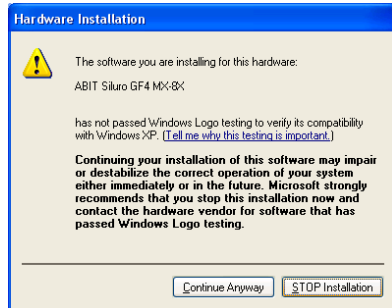 Hardware Installation
The software you are installing for this hardware:
ABIT Siluro GF4 MX-8X
has not passed Windows Logo testing to verify its compatibility
with Windows XP. (Tell me why this testing is important.)
Continuing your installation of this software may impair
or destabilize the correct operation of your system
either immediately or in the future. Microsoft strongly
recommends that you stop this installation now and
contact the hardware vendor for software that has
passed Windows Logo testing.
Continue Anyway
STOP Installation